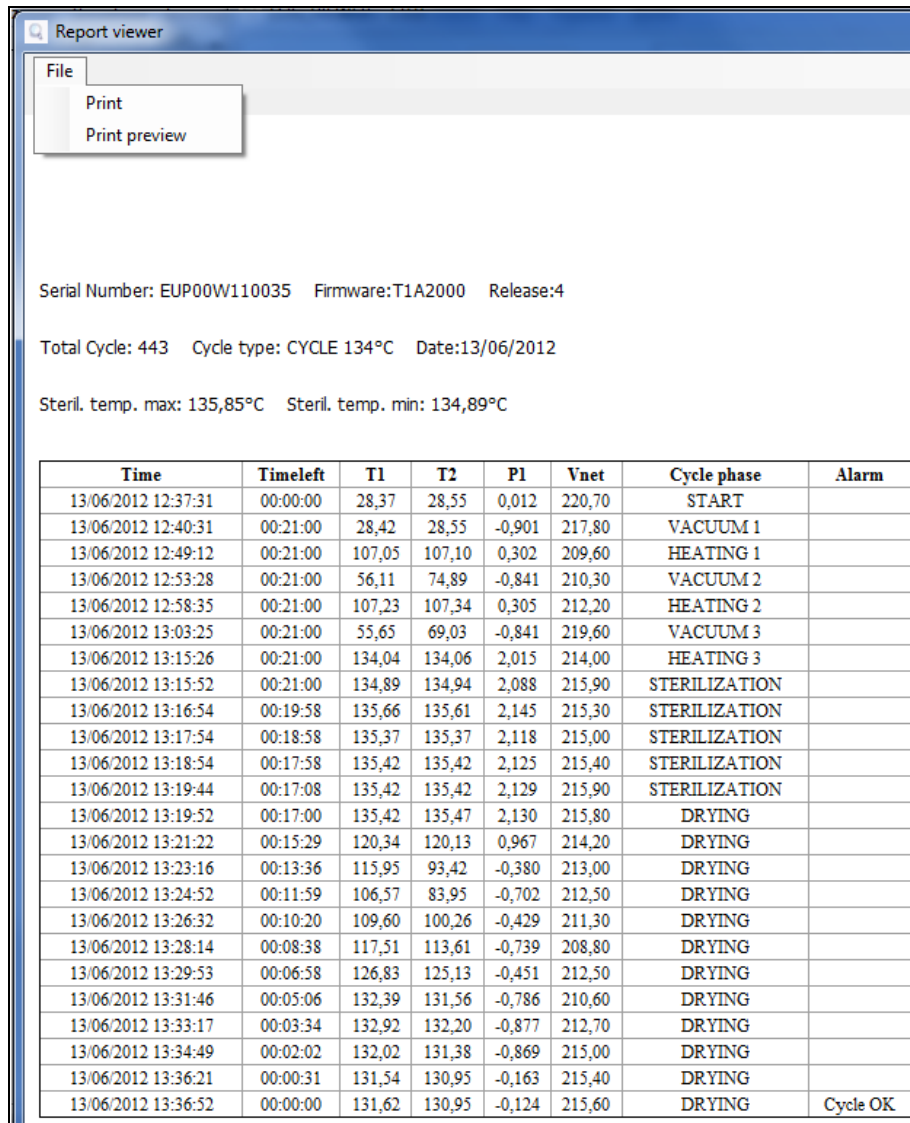 Report viewer
File
Print
Print preview
Serial Number: EUP00W110035 Firmware:T1A2000 Release:4
Total Cycle: 443 Cycle type: CYCLE 134°C Date:13/06/2012
Steril. temp. max: 135,85°C Steril. temp. min: 134,89°C
Time Timeleft T1 T2 P1 Vnet Cycle phase Alarm
13/06/2012 12:37:31 00:00:00 28,37 28,55 0,012 220,70 START
13/06/2012 12:40:31 00:21:00 28,42 28,55 -0,901 217,80 VACUUM 1
13/06/2012 12:49:12 00:21:00 107,05 107,10 0,302 209,60 HEATING 1
13/06/2012 12:53:28 00:21:00 56,11 74,89 -0,841 210,30 VACUUM 2
13/06/2012 12:58:35 00:21:00 107,23 107,34 0,305 212,20 HEATING 2
13/06/2012 13:03:25 00:21:00 55,65 69,03 -0,841 219,60 VACUUM 3
13/06/2012 13:15:26 00:21:00 134,04 134,06 2,015 214,00 HEATING 3
13/06/2012 13:15:52 00:21:00 134,89 134,94 2,088 215,90 STERILIZATION
13/06/2012 13:16:54 00:19:58 135,66 135,61 2,145 215,30 STERILIZATION
13/06/2012 13:17:54 00:18:58 135,37 135,37 2,118 215,00 STERILIZATION
13/06/2012 13:18:54 00:17:58 135,42 135,42 2,125 215,40 STERILIZATION
13/06/2012 13:19:44 00:17:08 135,42 135,42 2,129 215,90 STERILIZATION
13/06/2012 13:19:52 00:17:00 135,42 135,47 2,130 215,80 DRYING
13/06/2012 13:21:22 00:15:29 120,34 120,13 0,967 214,20 DRYING
13/06/2012 13:23:16 00:13:36 115,95 93,42 -0,380 213,00 DRYING
13/06/2012 13:24:52 00:11:59 106,57 83,95 -0,702 212,50 DRYING
13/06/2012 13:26:32 00:10:20 109,60 100,26 -0,429 211,30 DRYING
13/06/2012 13:28:14 00:08:38 117,51 113,61 -0,739 208,80 DRYING
13/06/2012 13:29:53 00:06:58 126,83 125,13 -0,451 212,50 DRYING
13/06/2012 13:31:46 00:05:06 132,39 131,56 -0,786 210,60 DRYING
13/06/2012 13:33:17 00:03:34 132,92 132,20 -0,877 212,70 DRYING
13/06/2012 13:34:49 00:02:02 132,02 131,38 -0,869 215,00 DRYING
13/06/2012 13:36:21 00:00:31 131,54 130,95 -0,163 215,40 DRYING
13/06/2012 13:36:52 00:00:00 131,62 130,95 -0,124 215,60 DRYING Cycle OK